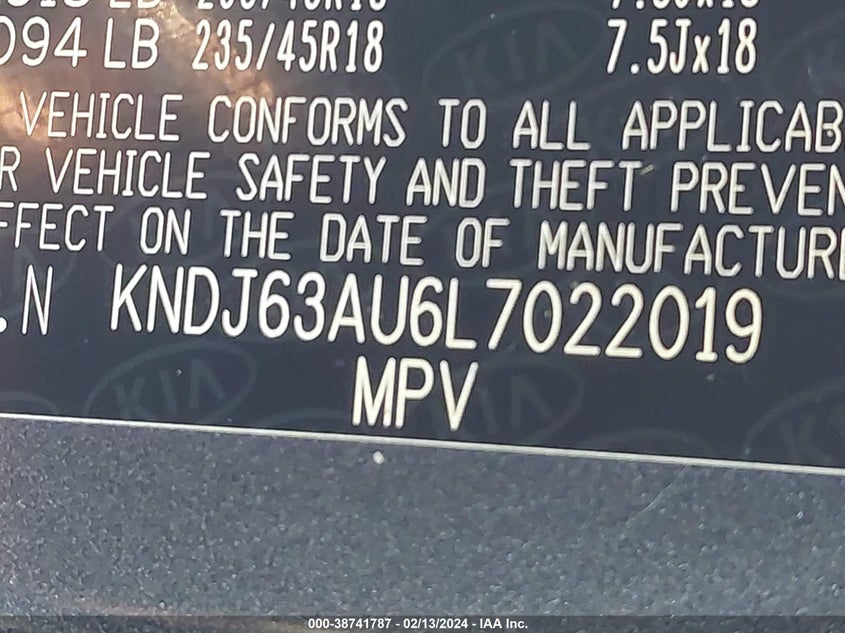 094 LB 235/45R18 7.5Jx18
VEHICLE CONFORMS TO ALL APPLICAB
R VEHICLE SAFETY AND THEFT PREVEN
FFECT ON THE DATE OF MANUFACTURE
.N KNDJ63AU6L7022019
MPV
000-38741787 - 02/13/2024 - IAA Inc.